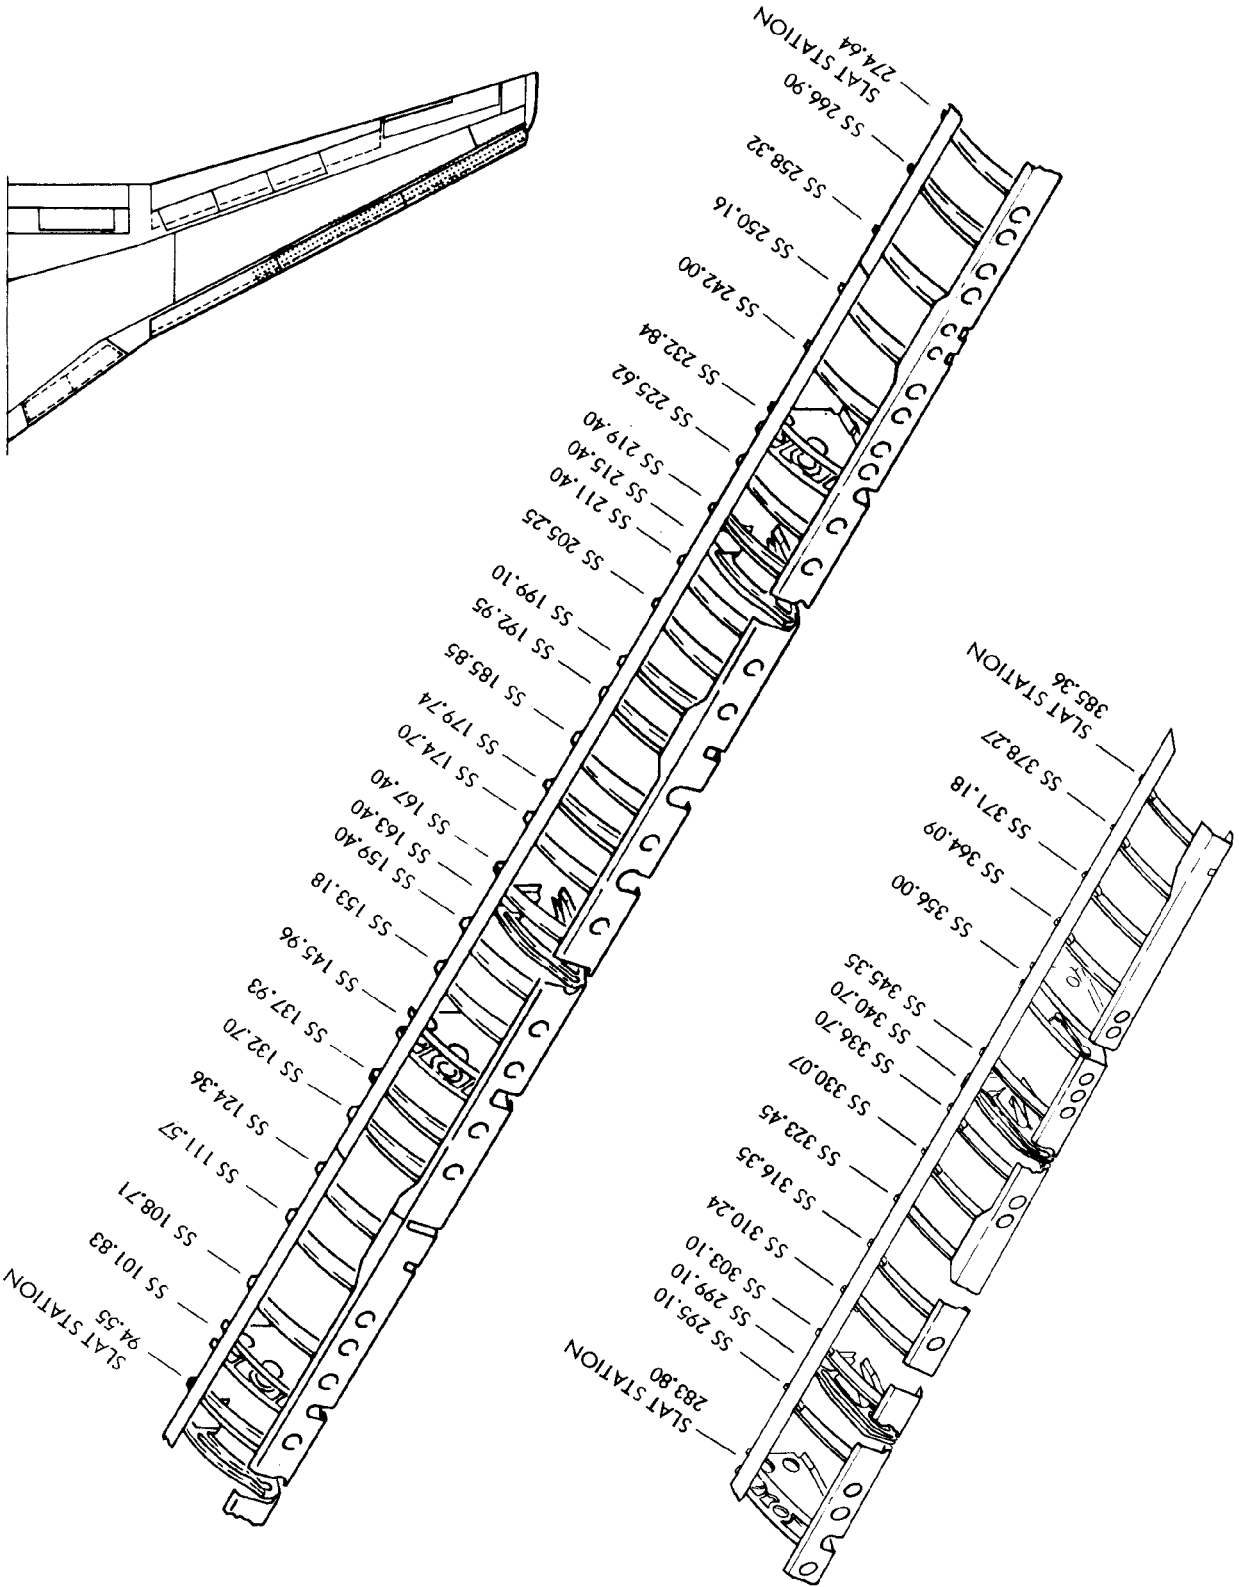 SLAT STATION
274.64
SS 266.90
SS 258.32
SS 250.16
SS 242.00
SS 232.84
SS 225.62
SS 219.40
SS 215.40
SS 211.40
SS 205.25
SS 199.10
SS 192.95
SS 185.85
SS 179.74
SS 174.70
SS 167.40
SS 163.40
SS 159.40
SS 153.18
SS 145.96
SS 137.93
SS 132.70
SS 124.36
SS 111.57
SS 108.71
SS 101.83
SLAT STATION
94.55
SLAT STATION
385.36
SS 378.27
SS 371.18
SS 364.09
SS 356.00
SS 345.35
SS 340.70
SS 336.70
SS 330.07
SS 323.45
SS 316.35
SS 310.24
SS 303.10
SS 299.10
SS 295.10
SLAT STATION
283.80